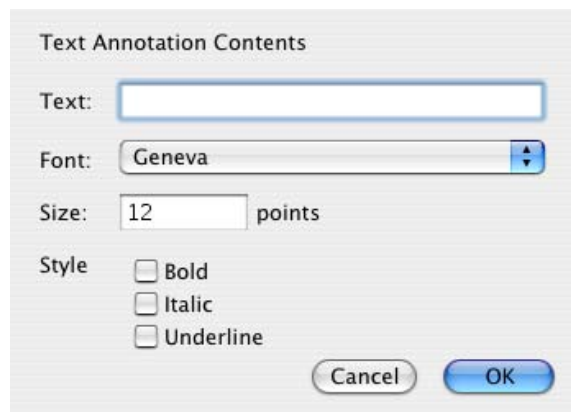 Text Annotation Contents
Text:
Font: Geneva
Size: 12 points
Style
Bold
Italic
Underline
Cancel OK